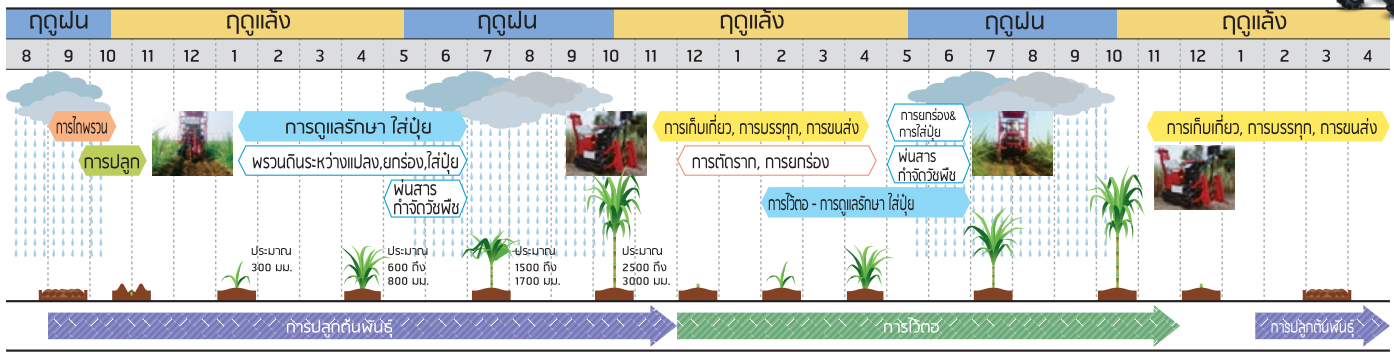 ฤดูฝน ฤดูแล้ง ฤดูฝน ฤดูแล้ง ฤดูฝน ฤดูแล้ง
8 9 10 11 12 1 2 3 4 5 6 7 8 9 10 11 12 1 2 3 4 5 6 7 8 9 10 11 12 1 2 3 4
การไถพรวน
การปลูก
การดูแลรักษา ใส่ปุ๋ย
พรวนดินระหว่างแปลง,ยกร่อง,ใส่ปุ๋ย
พ่นสาร
กำจัดวัชพืช
การเก็บเกี่ยว, การบรรทุก, การขนส่ง
การตัดราก, การยกร่อง
การไว้ตอ - การดูแลรักษา ใส่ปุ๋ย
การยกร่อง&
การใส่ปุ๋ย
พ่นสาร
กำจัดวัชพืช
การเก็บเกี่ยว, การบรรทุก, การขนส่ง
ประมาณ
300 มม.
ประมาณ
600 ถึง
800 มม.
ประมาณ
1500 ถึง
1700 มม.
ประมาณ
2500 ถึง
3000 มม.
การปลูกต้นพันธุ์ การไว้ตอ การปลูกต้นพันธุ์